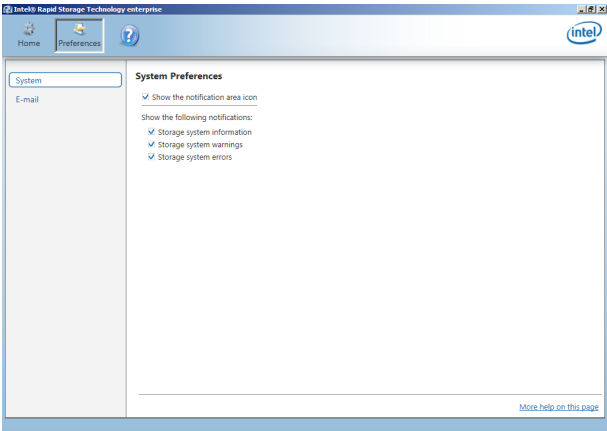 Intel® Rapid Storage Technology enterprise
Home
Preferences
?
intel
System
E-mail
System Preferences
Show the notification area icon
Show the following notifications:
Storage system information
Storage system warnings
Storage system errors
More help on this page